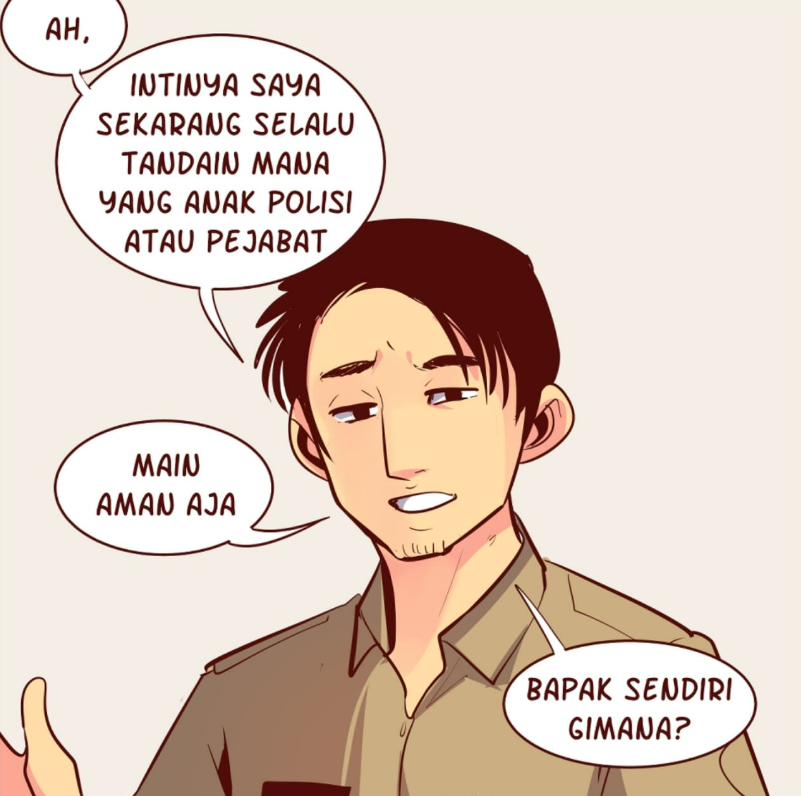 AH,
INTINYA SAYA
SEKARANG SELALU
TANDAIN MANA
YANG ANAK POLISI
ATAU PEJABAT
MAIN
AMAN AJA
BAPAK SENDIRI
GIMANA?